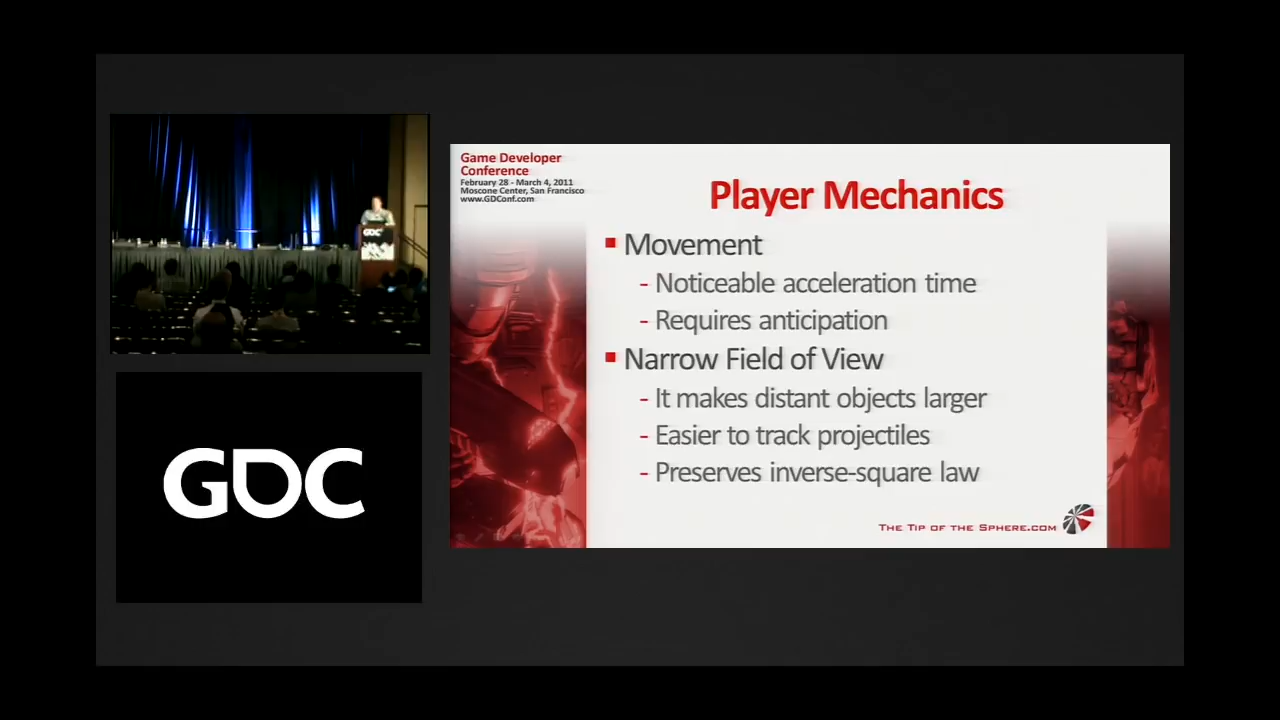 GDC
GDC
Game Developer
Conference
February 28 - March 4, 2011
Moscone Center, San Francisco
www.GDConf.com
Player Mechanics
Movement
- Noticeable acceleration time
- Requires anticipation
Narrow Field of View
- It makes distant objects larger
- Easier to track projectiles
- Preserves inverse-square law
The Tip of the Sphere.com